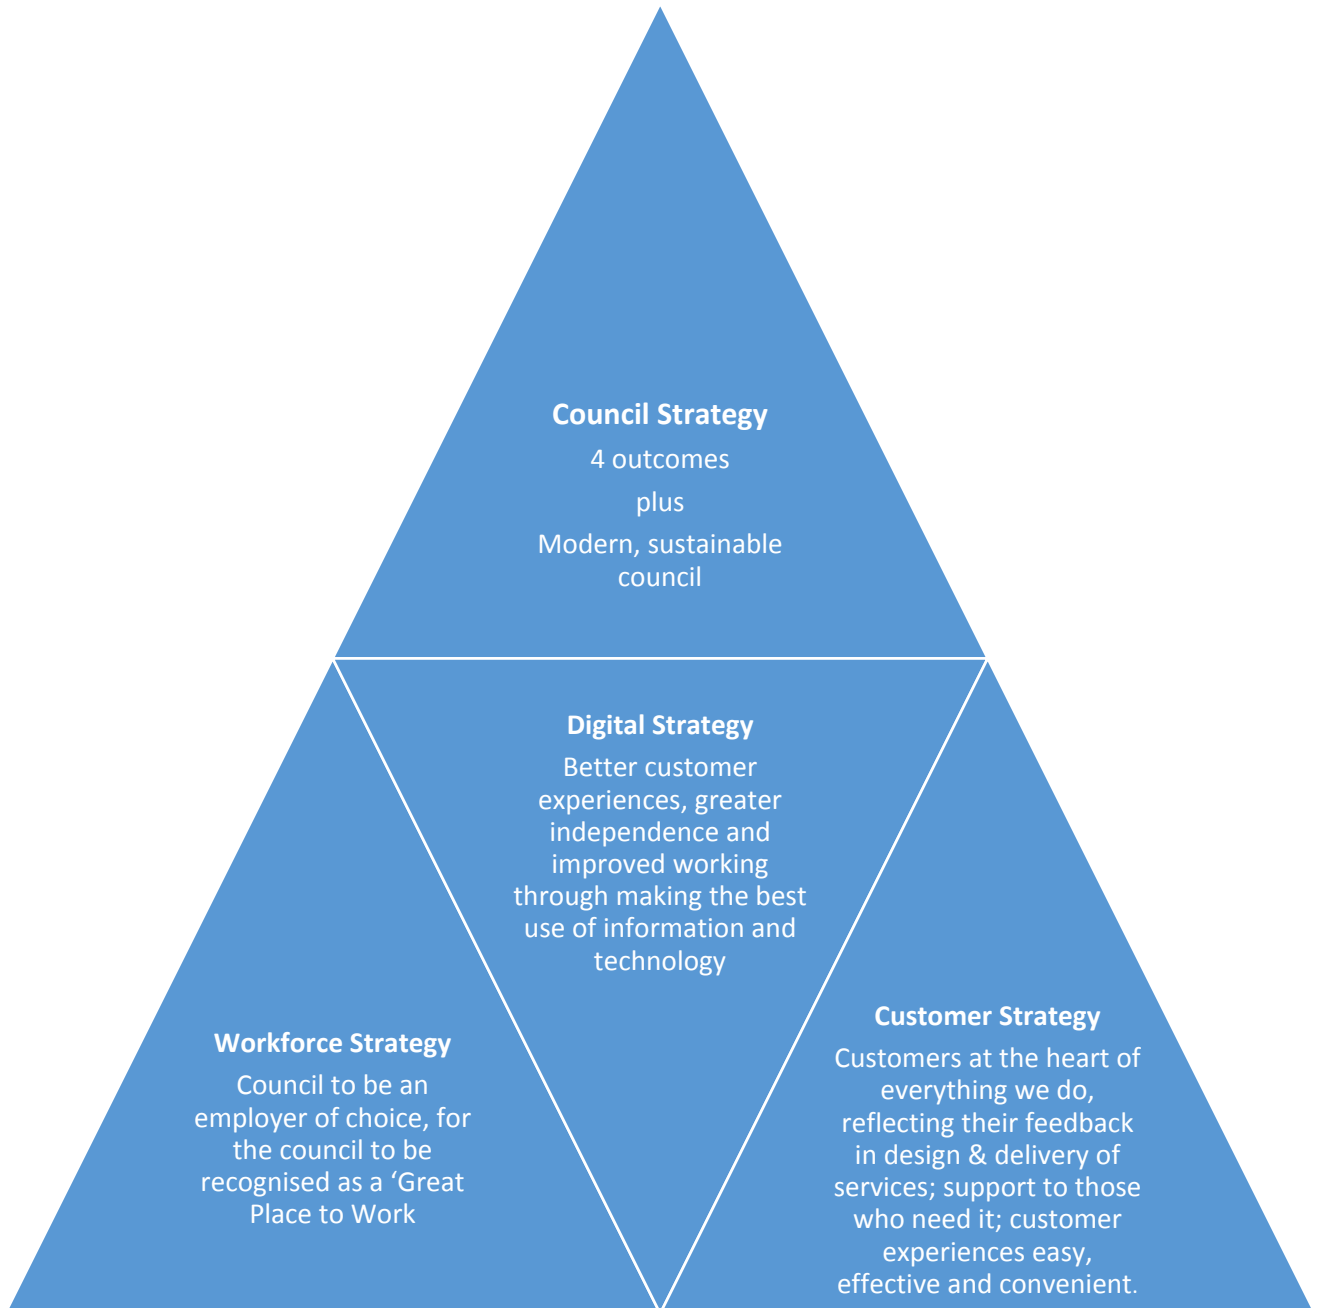 Council Strategy
4 outcomes
plus
Modern, sustainable
council
Digital Strategy
Better customer
experiences, greater
independence and
improved working
through making the best
use of information and
technology
Workforce Strategy
Council to be an
employer of choice, for
the council to be
recognised as a ‘Great
Place to Work
Customer Strategy
Customers at the heart of
everything we do,
reflecting their feedback
in design & delivery of
services; support to those
who need it; customer
experiences easy,
effective and convenient.